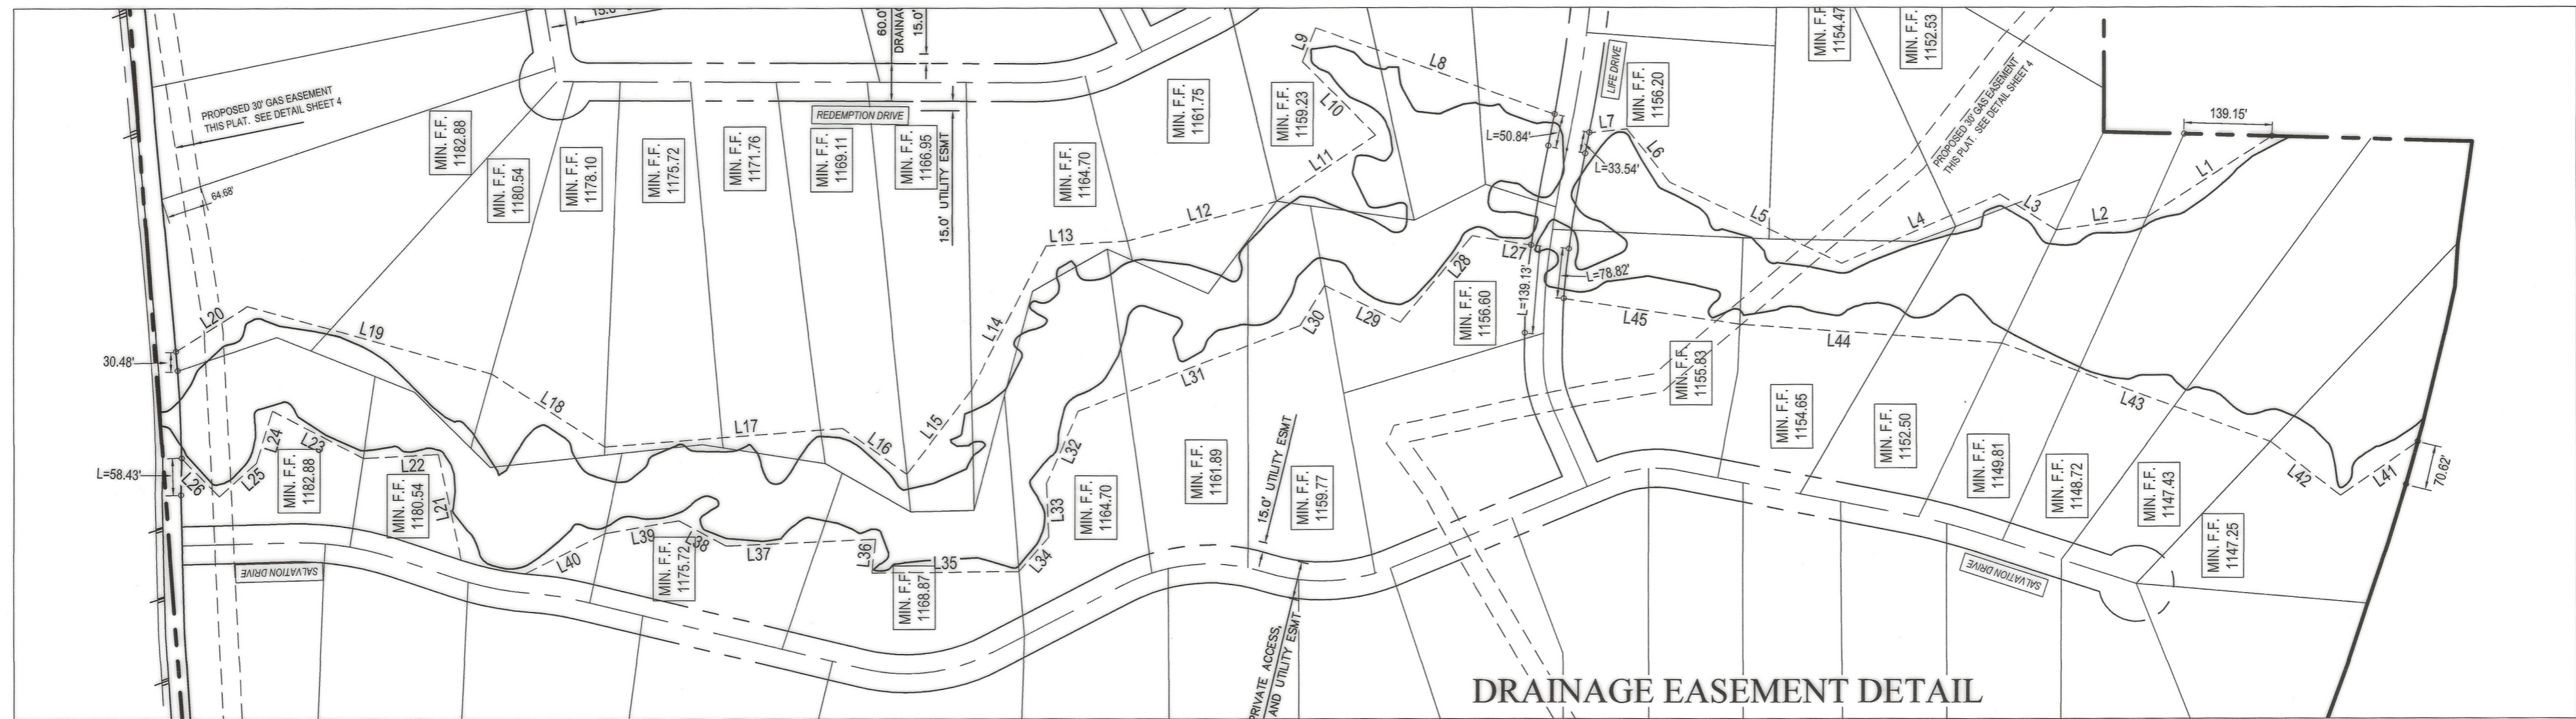 15.0'
60.0'
DRAINAG
15.0'
PROPOSED 30' GAS EASEMENT
THIS PLAT. SEE DETAIL SHEET 4
64.68'
30.48'
L=58.43'
MIN. F.F.
1182.88
MIN. F.F.
1180.54
MIN. F.F.
1178.10
MIN. F.F.
1175.72
MIN. F.F.
1171.76
MIN. F.F.
1169.11
MIN. F.F.
1166.95
REDEMPTION DRIVE
15.0' UTILITY ESMT
MIN. F.F.
1164.70
MIN. F.F.
1161.75
MIN. F.F.
1159.23
L9
L8
L10
L11
L12
L13
L14
L15
L16
L17
L18
L19
L20
LIFE DRIVE
MIN. F.F.
1156.20
MIN. F.F.
1154.47
MIN. F.F.
1152.53
L=50.84'
L=33.54'
L7
L6
L5
L4
L3
L2
L1
139.15'
PROPOSED 30' GAS EASEMENT
THIS PLAT. SEE DETAIL SHEET 4
L26
L25
L24
L23
L22
L21
MIN. F.F.
1182.88
MIN. F.F.
1180.54
SALVATION DRIVE
L40
L39
L38
L37
L36
L35
L34
L33
L32
L31
L30
L29
L28
L27
MIN. F.F.
1175.72
MIN. F.F.
1168.87
MIN. F.F.
1164.70
MIN. F.F.
1161.89
MIN. F.F.
1159.77
15.0' UTILITY ESMT
PRIVATE ACCESS,
AND UTILITY ESMT
MIN. F.F.
1156.60
L=139.13'
L=78.82'
L45
L44
L43
L42
L41
70.62'
MIN. F.F.
1155.83
MIN. F.F.
1154.65
MIN. F.F.
1152.50
MIN. F.F.
1149.81
MIN. F.F.
1148.72
MIN. F.F.
1147.43
MIN. F.F.
1147.25
SALVATION DRIVE
DRAINAGE EASEMENT DETAIL